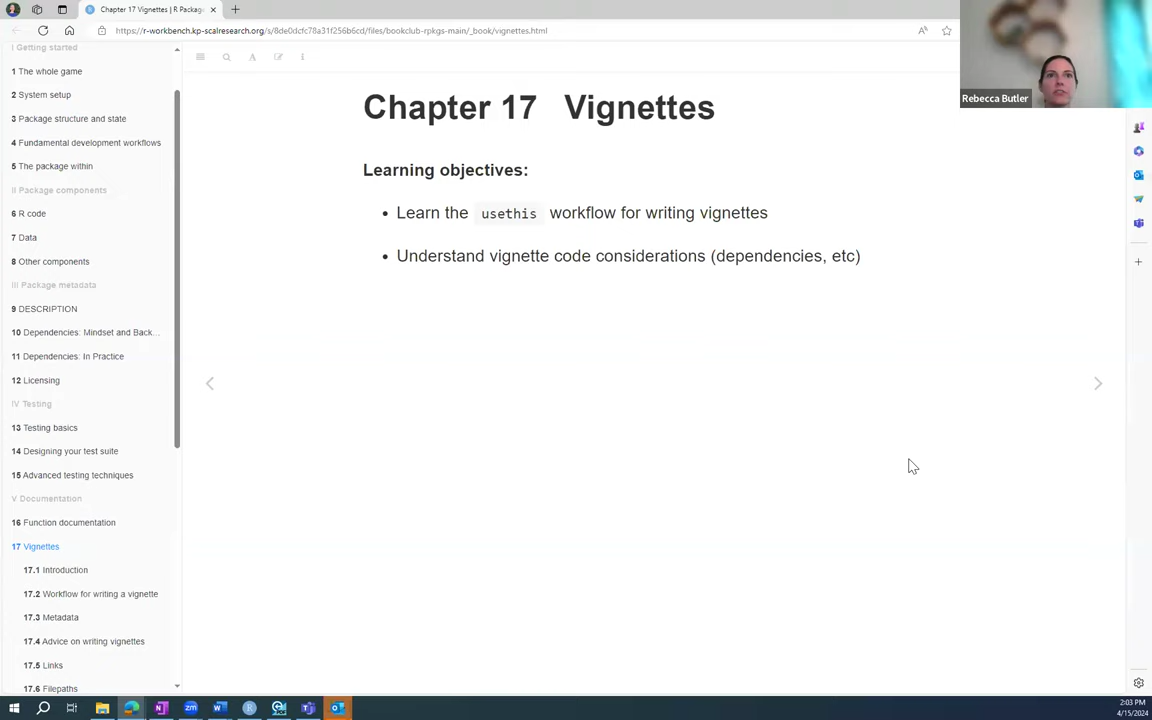 Chapter 17 Vignettes | R Packag
https://r-workbench.kp-scalresearch.org/s/8de0dcfc78a31f256b6cd/files/bookclub-rpkgs-main/_book/vignettes.html
Rebecca Butler
I Getting started
1 The whole game
2 System setup
3 Package structure and state
4 Fundamental development workflows
5 The package within
II Package components
6 R code
7 Data
8 Other components
III Package metadata
9 DESCRIPTION
10 Dependencies: Mindset and Back...
11 Dependencies: In Practice
12 Licensing
IV Testing
13 Testing basics
14 Designing your test suite
15 Advanced testing techniques
V Documentation
16 Function documentation
17 Vignettes
17.1 Introduction
17.2 Workflow for writing a vignette
17.3 Metadata
17.4 Advice on writing vignettes
17.5 Links
17.6 Filepaths
Chapter 17 Vignettes
Learning objectives:
• Learn the usethis workflow for writing vignettes
• Understand vignette code considerations (dependencies, etc)
2:03 PM
4/15/2024